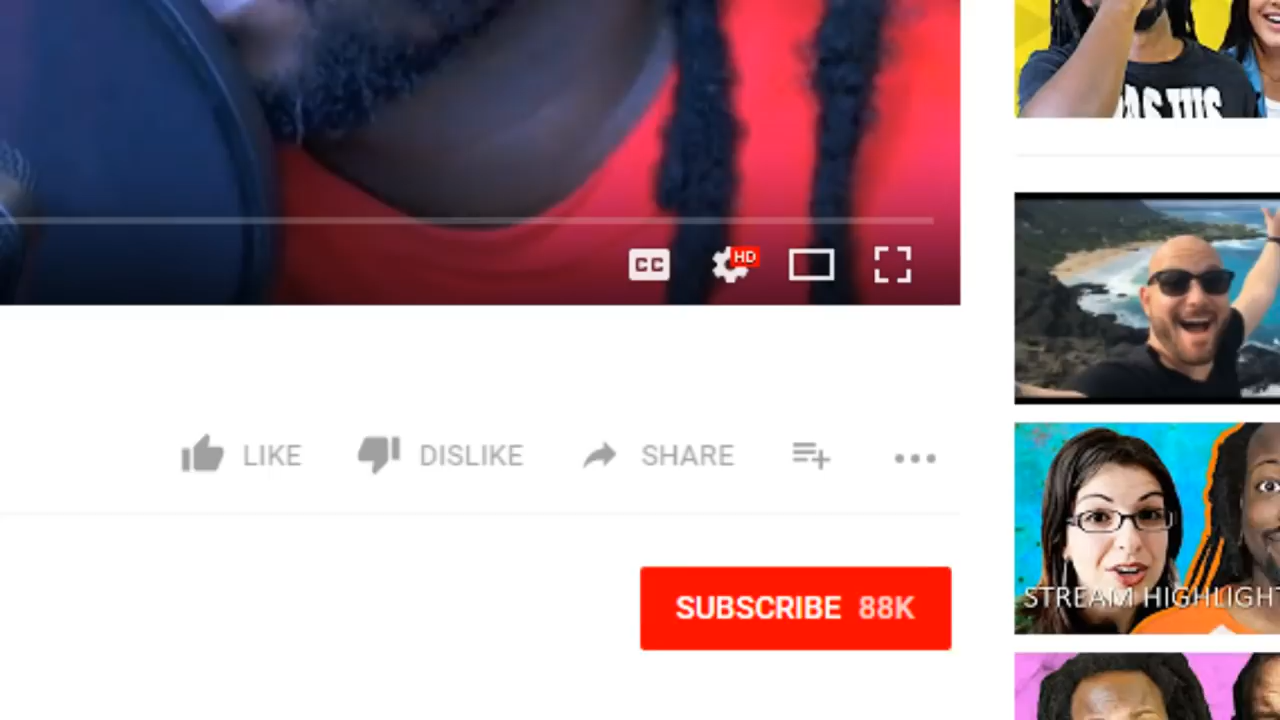 CC
HD
LIKE
DISLIKE
SHARE
SUBSCRIBE 88K
STREAM HIGHLIGHT